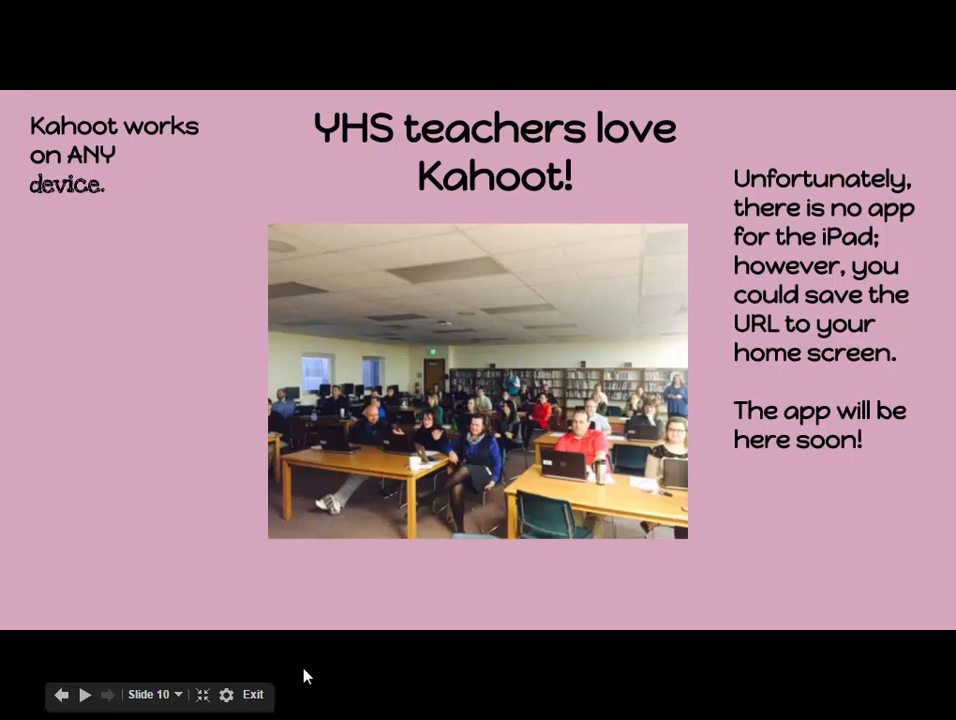 Kahoot works
on ANY
device.
YHS teachers love
Kahoot!
Unfortunately,
there is no app
for the iPad;
however, you
could save the
URL to your
home screen.
The app will be
here soon!
Slide 10
Exit